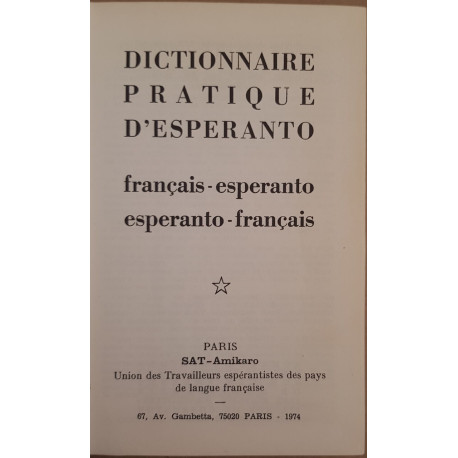 DICTIONNAIRE
PRATIQUE
D'ESPERANTO
français-esperanto
esperanto-français
PARIS
SAT-Amikaro
Union des Travailleurs espérantistes des pays
de langue française
67, Av. Gambetta, 75020 PARIS - 1974